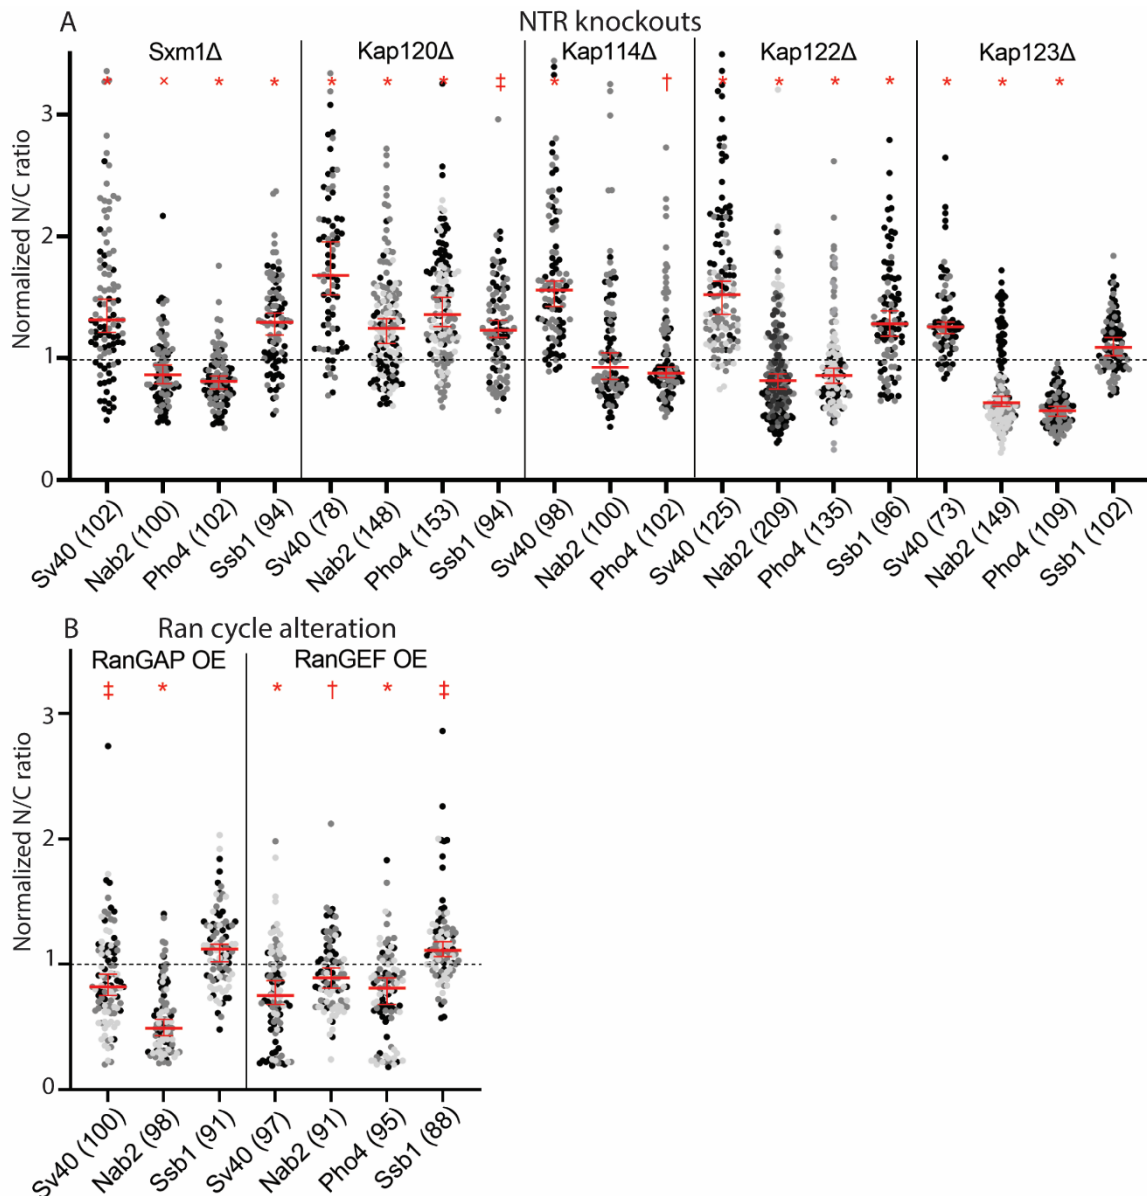 A NTR knockouts
Sxm1Δ Kap120Δ Kap114Δ Kap122Δ Kap123Δ
* × * * * * * ‡ * † * * * * * * *
Normalized N/C ratio
3
2
1
0
Sv40 (102) Nab2 (100) Pho4 (102) Ssb1 (94) Sv40 (78) Nab2 (148) Pho4 (153) Ssb1 (94) Sv40 (98) Nab2 (100) Pho4 (102) Sv40 (125) Nab2 (209) Pho4 (135) Ssb1 (96) Sv40 (73) Nab2 (149) Pho4 (109) Ssb1 (102)
B Ran cycle alteration
RanGAP OE RanGEF OE
‡ * * † * ‡
Normalized N/C ratio
3
2
1
0
Sv40 (100) Nab2 (98) Ssb1 (91) Sv40 (97) Nab2 (91) Pho4 (95) Ssb1 (88)